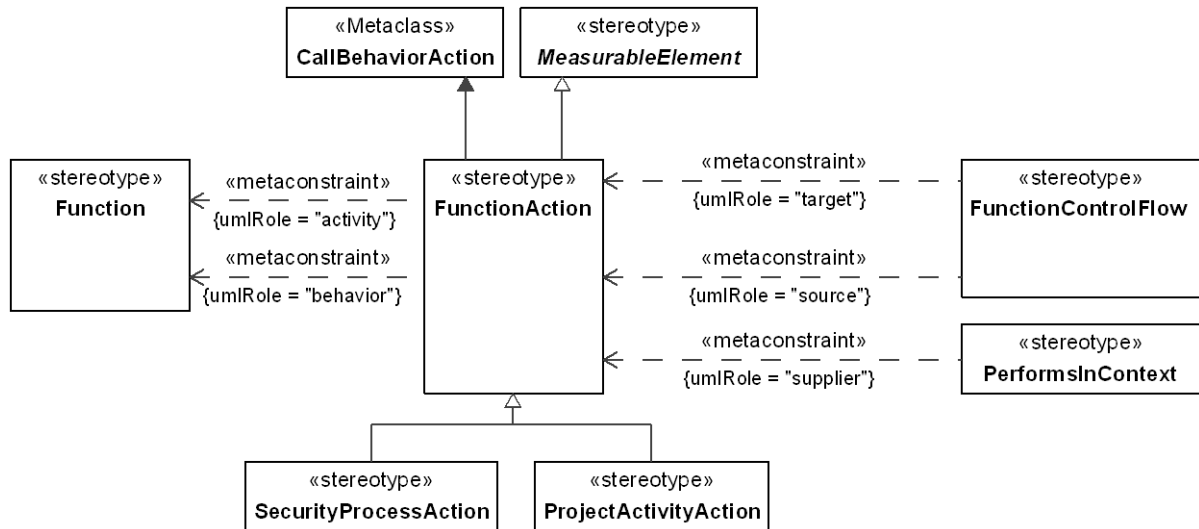 «Metaclass»
CallBehaviorAction
«stereotype»
MeasurableElement
«stereotype»
Function
«metaconstraint»
{umlRole = "activity"}
«metaconstraint»
{umlRole = "behavior"}
«stereotype»
FunctionAction
«metaconstraint»
{umlRole = "target"}
«metaconstraint»
{umlRole = "source"}
«metaconstraint»
{umlRole = "supplier"}
«stereotype»
FunctionControlFlow
«stereotype»
PerformsInContext
«stereotype»
SecurityProcessAction
«stereotype»
ProjectActivityAction